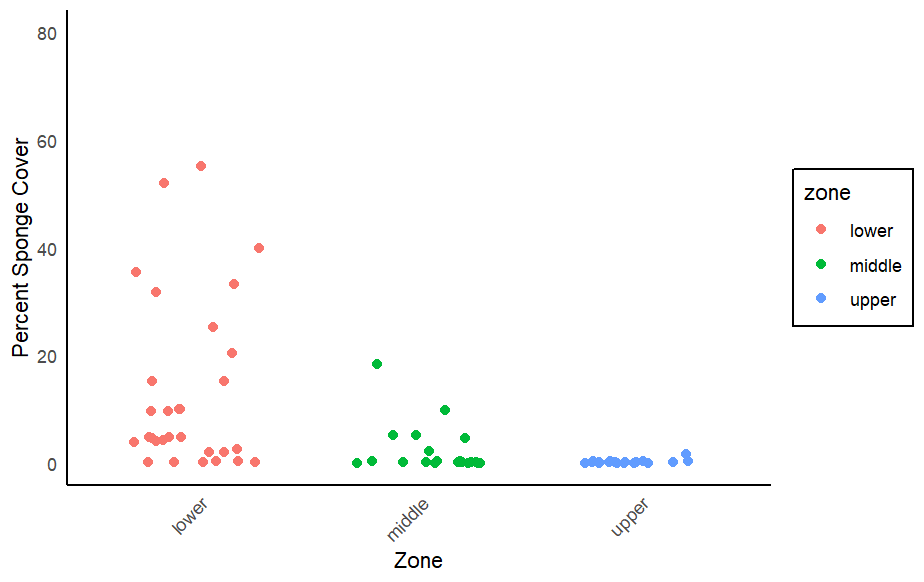 80
60
40
20
0
Percent Sponge Cover
lower
middle
upper
Zone
zone
lower
middle
upper